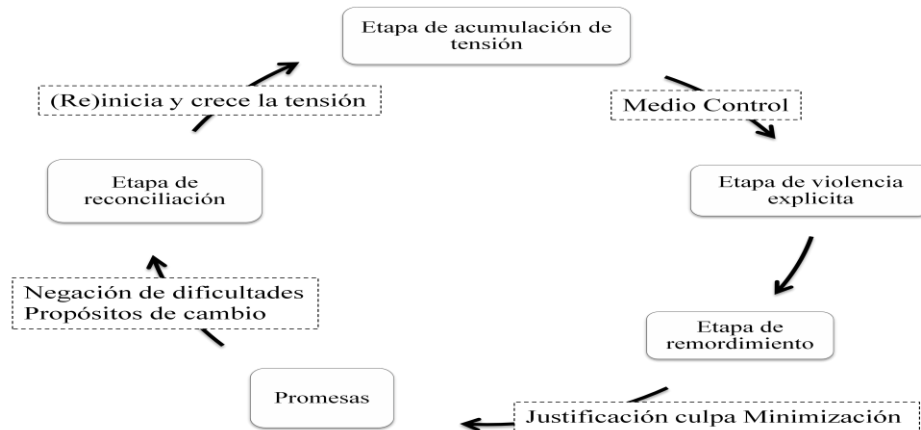 Etapa de acumulación de
tensión
(Re)inicia y crece la tensión
Medio Control
Etapa de
reconciliación
Etapa de violencia
explicita
Negación de dificultades
Propósitos de cambio
Etapa de
remordimiento
Promesas
Justificación culpa Minimización